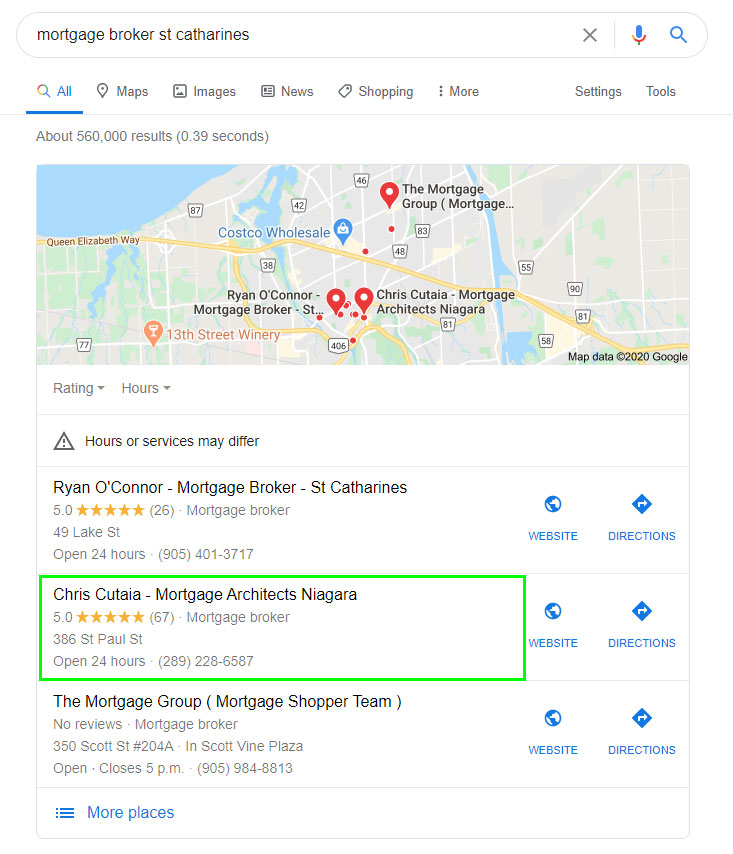 mortgage broker st catharines
All Maps Images News Shopping More Settings Tools
About 560,000 results (0.39 seconds)
46
The Mortgage
Group ( Mortgage...
87
42
Costco Wholesale
83
Queen Elizabeth Way
48
38
55
90
Ryan O'Connor -
Mortgage Broker - St...
Chris Cutaia - Mortgage
Architects Niagara
81
81
13th Street Winery
77
406
58
Map data ©2020 Google
Rating Hours
Hours or services may differ
Ryan O'Connor - Mortgage Broker - St Catharines
5.0 ★★★★★ (26) · Mortgage broker
49 Lake St
Open 24 hours · (905) 401-3717
WEBSITE DIRECTIONS
Chris Cutaia - Mortgage Architects Niagara
5.0 ★★★★★ (67) · Mortgage broker
386 St Paul St
Open 24 hours · (289) 228-6587
WEBSITE DIRECTIONS
The Mortgage Group ( Mortgage Shopper Team )
No reviews · Mortgage broker
350 Scott St #204A · In Scott Vine Plaza
Open · Closes 5 p.m. · (905) 984-8813
WEBSITE DIRECTIONS
More places